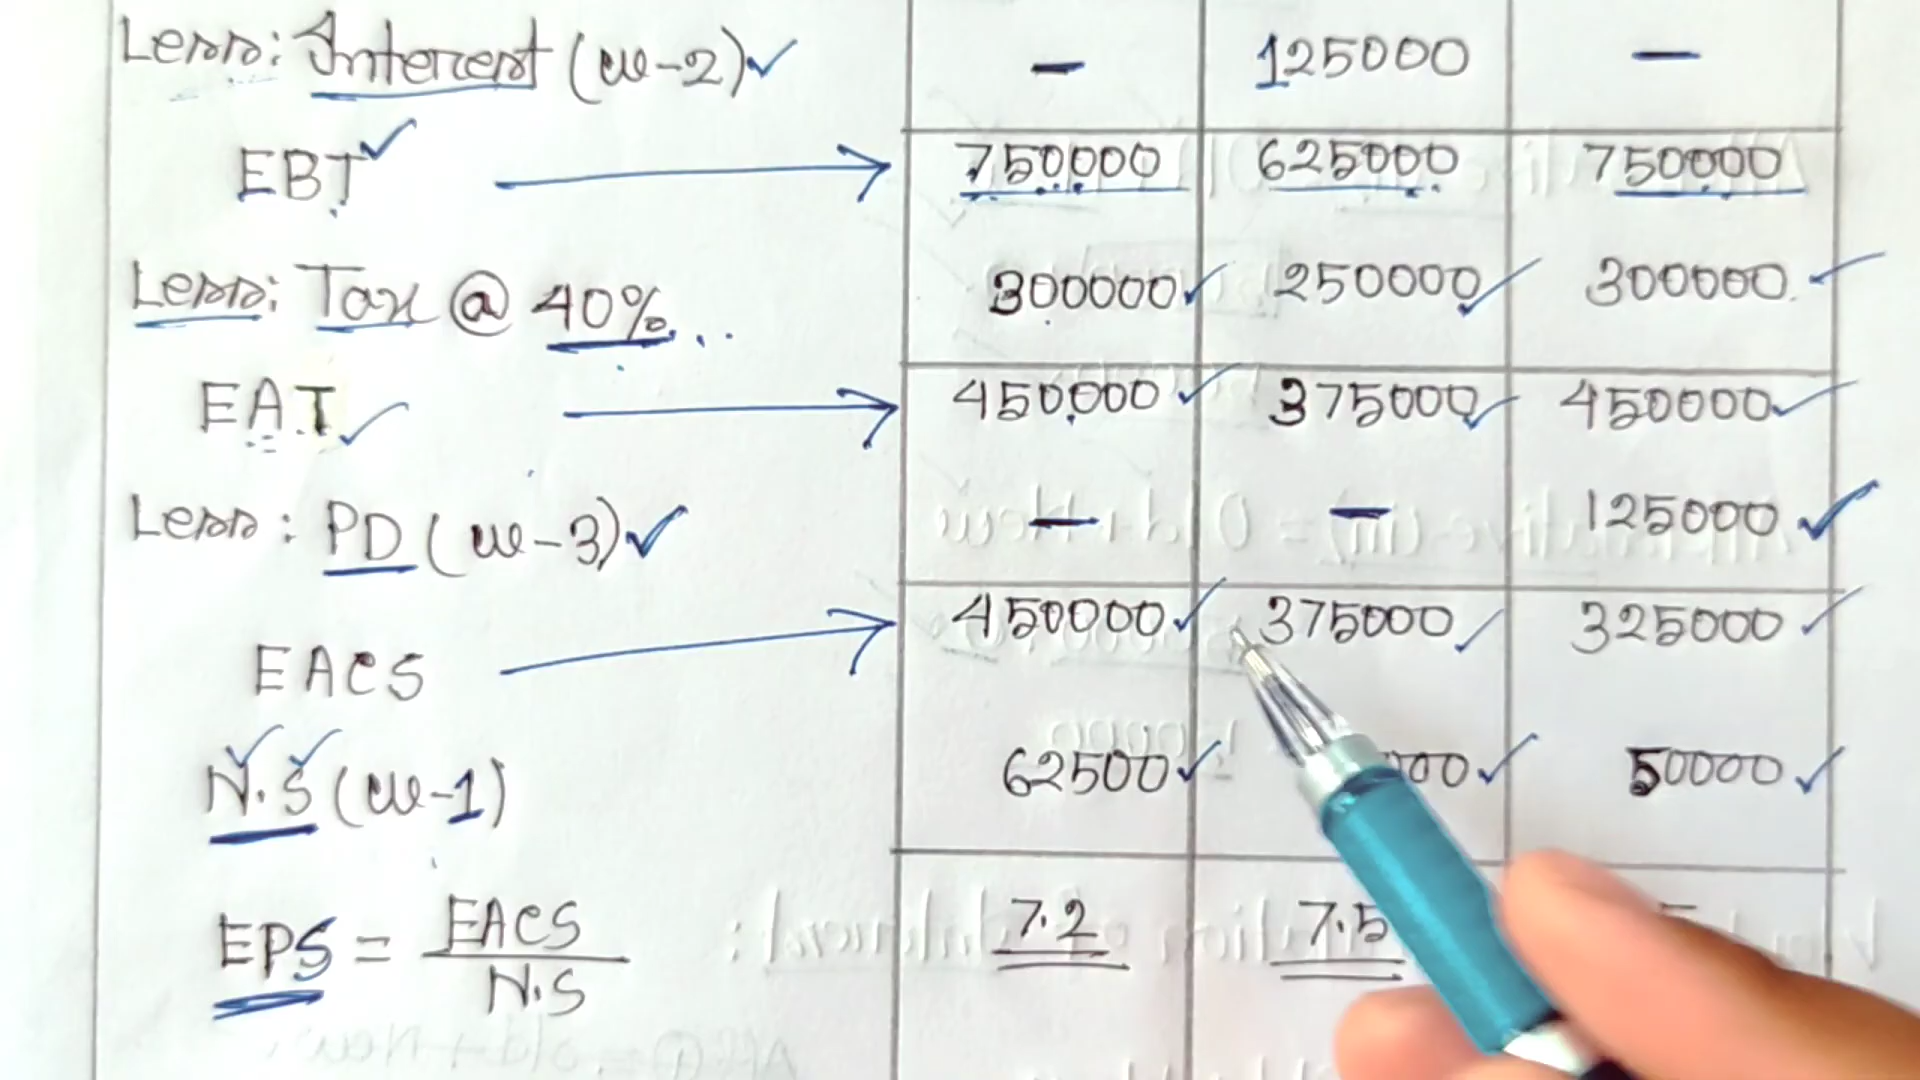 Less: Interest (w-2) — 125000 —
EBT 750000 625000 750000
Less: Tax @ 40% 300000 250000 300000
EAT 450000 375000 450000
Less: PD (w-3) — — 125000
EACS 450000 375000 325000
N.S (w-1) 62500 50000
EPS = EACS / N.S 7.2 7.5